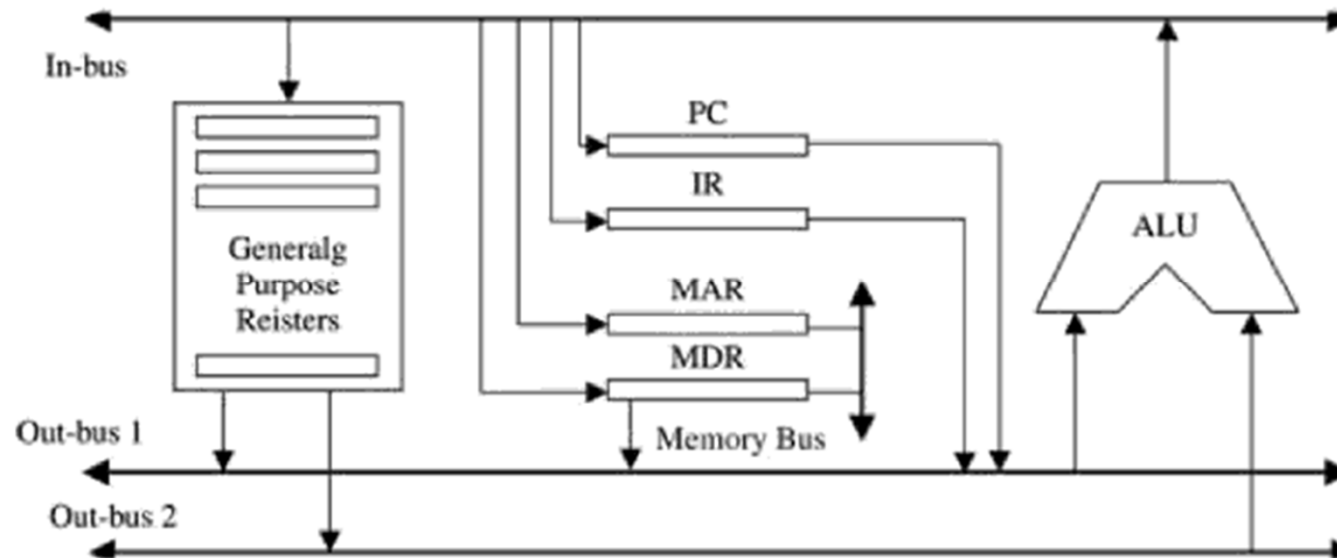 In-bus
PC
IR
ALU
Generalg
Purpose
Reisters
MAR
MDR
Out-bus 1
Memory Bus
Out-bus 2